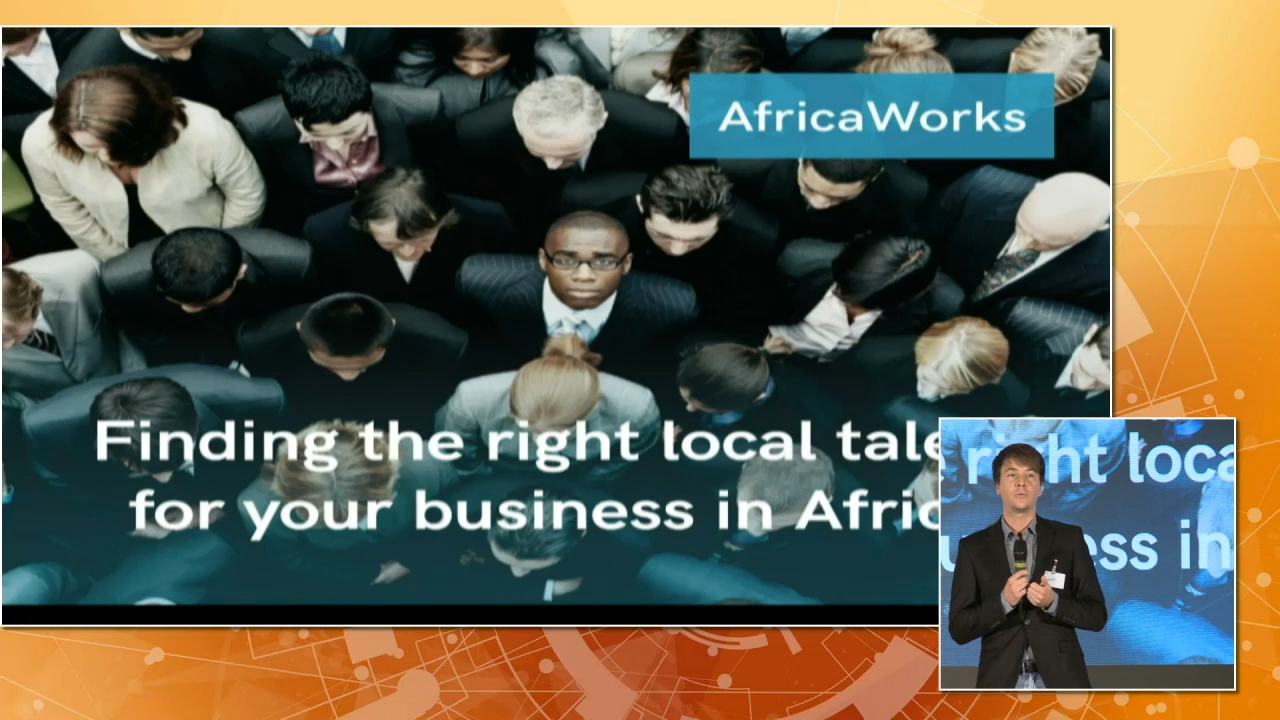 AfricaWorks
Finding the right local tale
for your business in Afric
right loca
ess in